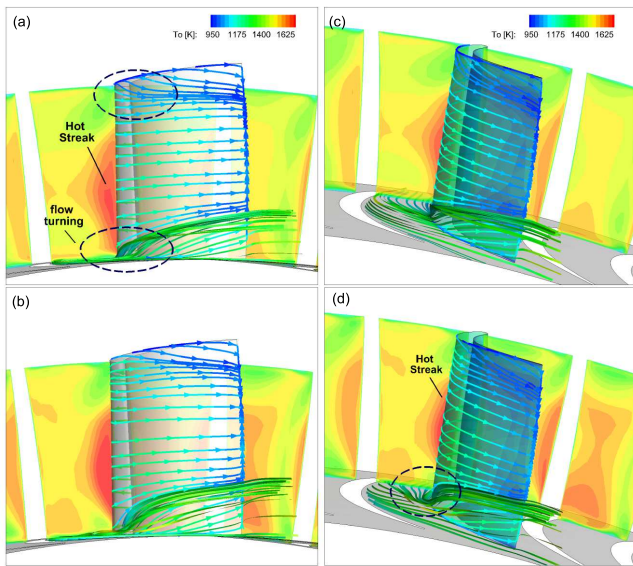 (a)
To [K]: 950 1175 1400 1625
Hot
Streak
flow
turning
(c)
To [K]: 950 1175 1400 1625
(b)
(d)
Hot
Streak